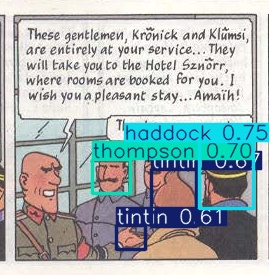 These gentlemen, Krônick and Klûmsi,
are entirely at your service... They
will take you to the Hotel Sznôrr,
where rooms are booked for you. I
wish you a pleasant stay... Amaïh!
haddock 0.75
thompson 0.70
tintin 0.67
tintin 0.61